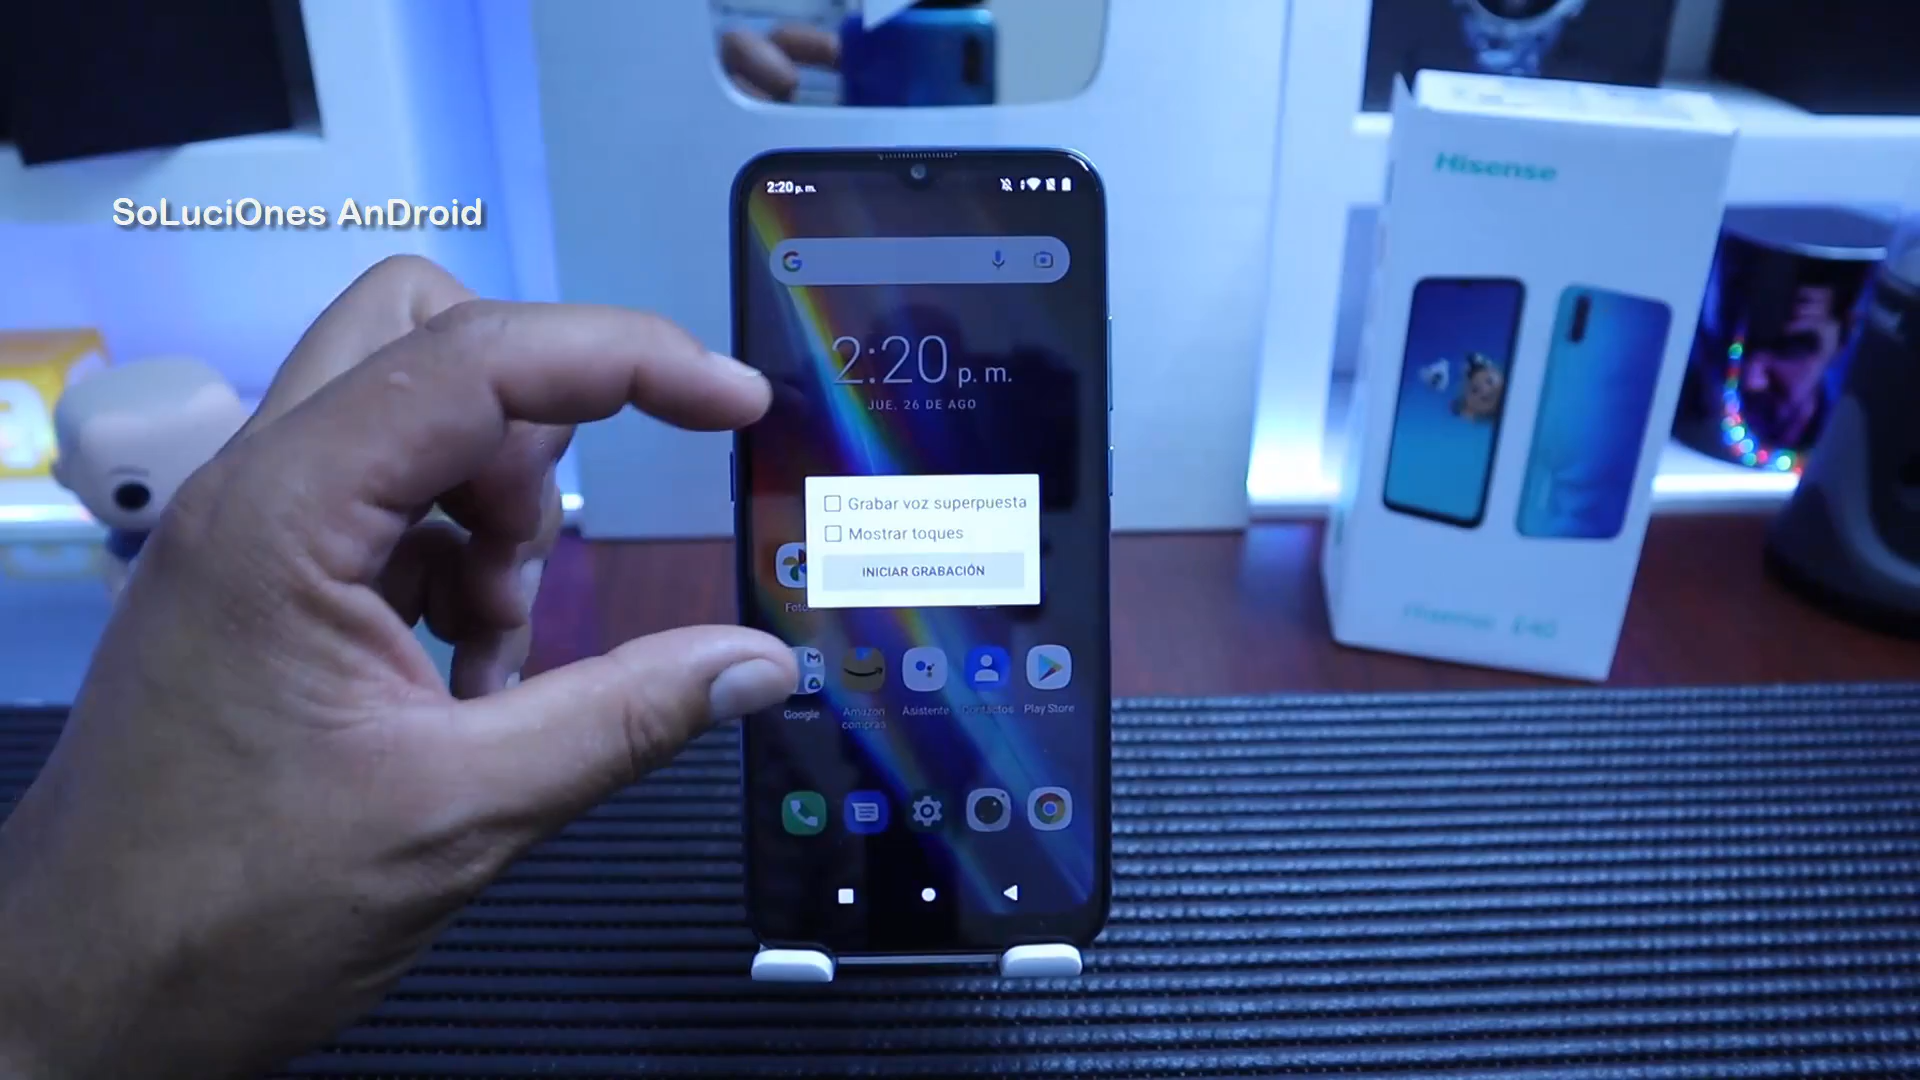 SoLuciOnes AnDroid
2:20 p. m.
2:20 p. m.
JUE. 26 DE AGO
Grabar voz superpuesta
Mostrar toques
INICIAR GRABACIÓN
Google
Amazon
compras
Asistente
Contactos
Play Store
Hisense
Hisense